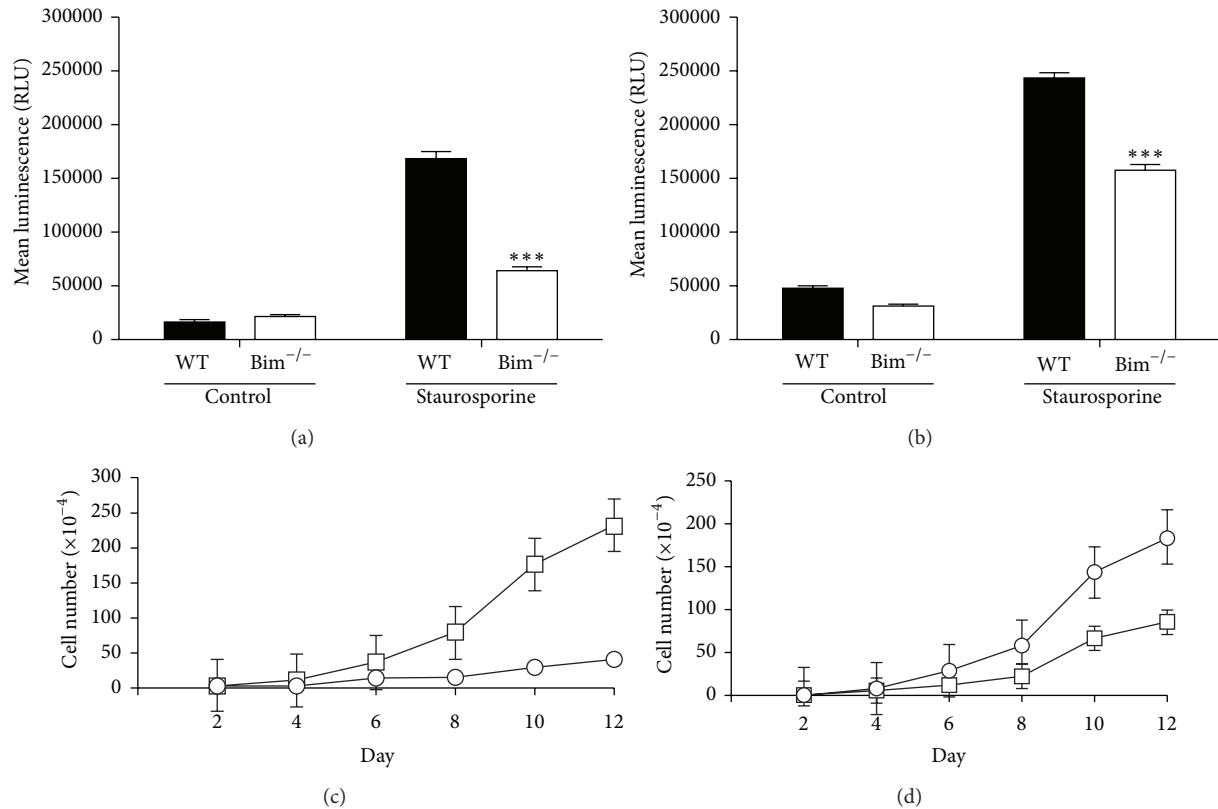 Mean luminescence (RLU)
300000
250000
200000
150000
100000
50000
0
***
WT Bim−/− WT Bim−/−
Control Staurosporine
(a)
Mean luminescence (RLU)
300000
250000
200000
150000
100000
50000
0
***
WT Bim−/− WT Bim−/−
Control Staurosporine
(b)
Cell number (×10−4)
300
250
200
150
100
50
0
2 4 6 8 10 12
Day
(c)
Cell number (×10−4)
250
200
150
100
50
0
2 4 6 8 10 12
Day
(d)